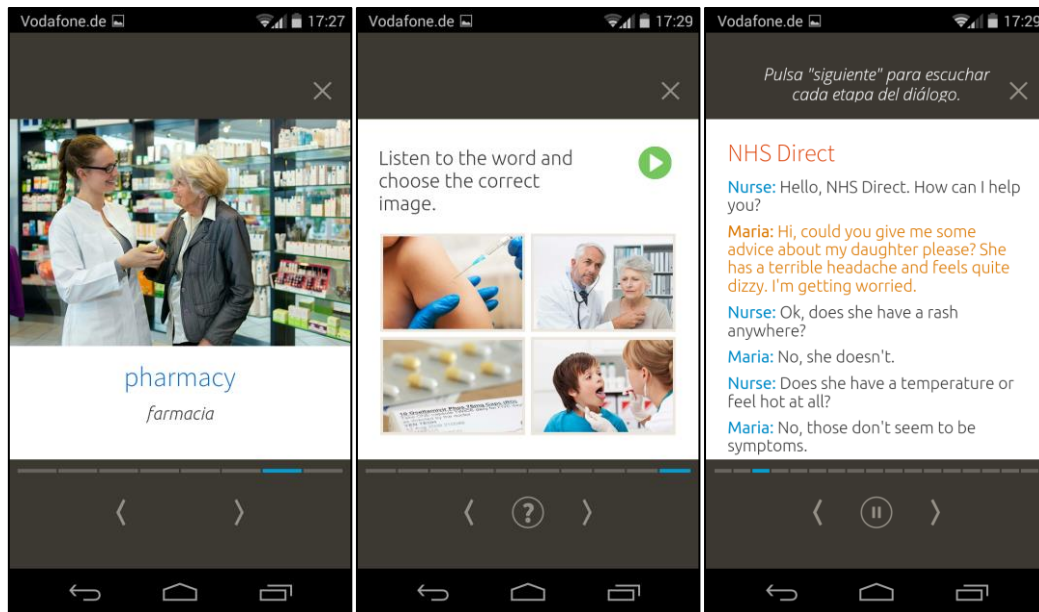 Vodafone.de
17:27
pharmacy
farmacia
Vodafone.de
17:29
Listen to the word and
choose the correct
image.
Vodafone.de
17:29
Pulsa "siguiente" para escuchar
cada etapa del diálogo.
NHS Direct
Nurse: Hello, NHS Direct. How can I help
you?
Maria: Hi, could you give me some
advice about my daughter please? She
has a terrible headache and feels quite
dizzy. I'm getting worried.
Nurse: Ok, does she have a rash
anywhere?
Maria: No, she doesn't.
Nurse: Does she have a temperature or
feel hot at all?
Maria: No, those don't seem to be
symptoms.